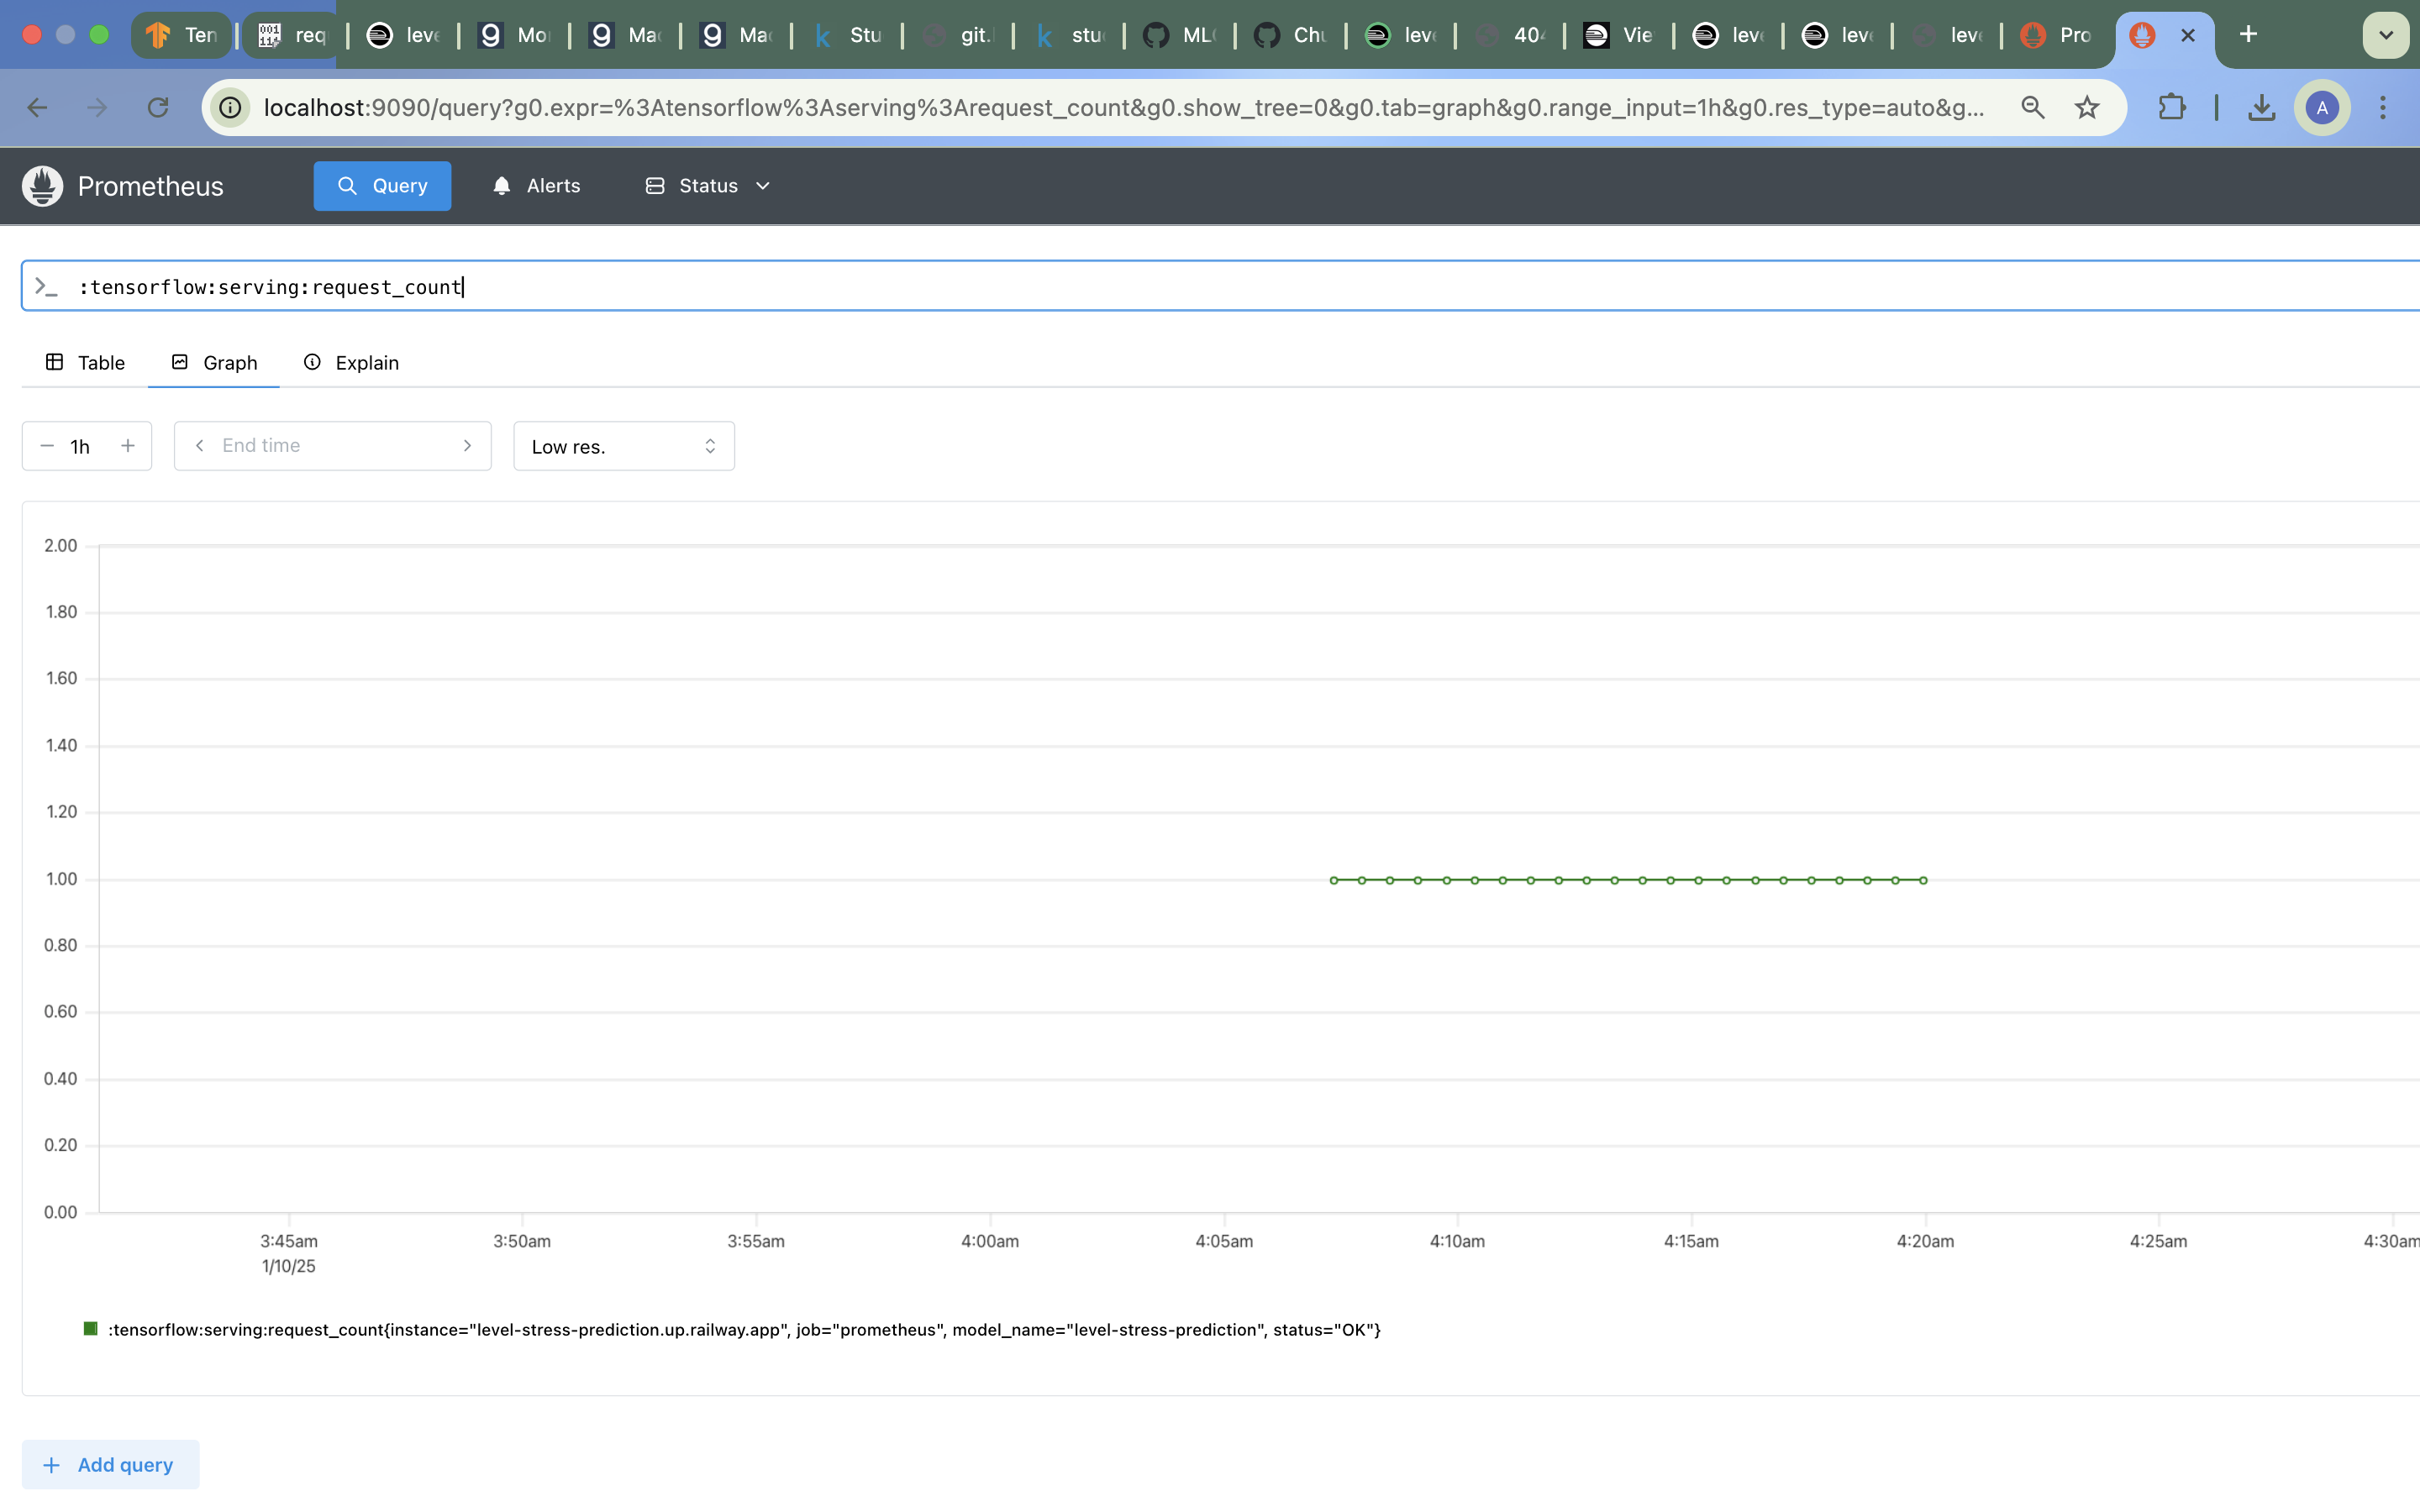 Ten req leve Mo Ma Ma Stu git. stu ML Chu leve 404 Vie leve leve leve Pro
localhost:9090/query?g0.expr=%3Atensorflow%3Aserving%3Arequest_count&g0.show_tree=0&g0.tab=graph&g0.range_input=1h&g0.res_type=auto&g...
A
Prometheus Query Alerts Status
>_ :tensorflow:serving:request_count
Table Graph Explain
1h End time Low res.
2.00
1.80
1.60
1.40
1.20
1.00
0.80
0.60
0.40
0.20
0.00
3:45am 3:50am 3:55am 4:00am 4:05am 4:10am 4:15am 4:20am 4:25am 4:30am
1/10/25
:tensorflow:serving:request_count{instance="level-stress-prediction.up.railway.app", job="prometheus", model_name="level-stress-prediction", status="OK"}
+ Add query